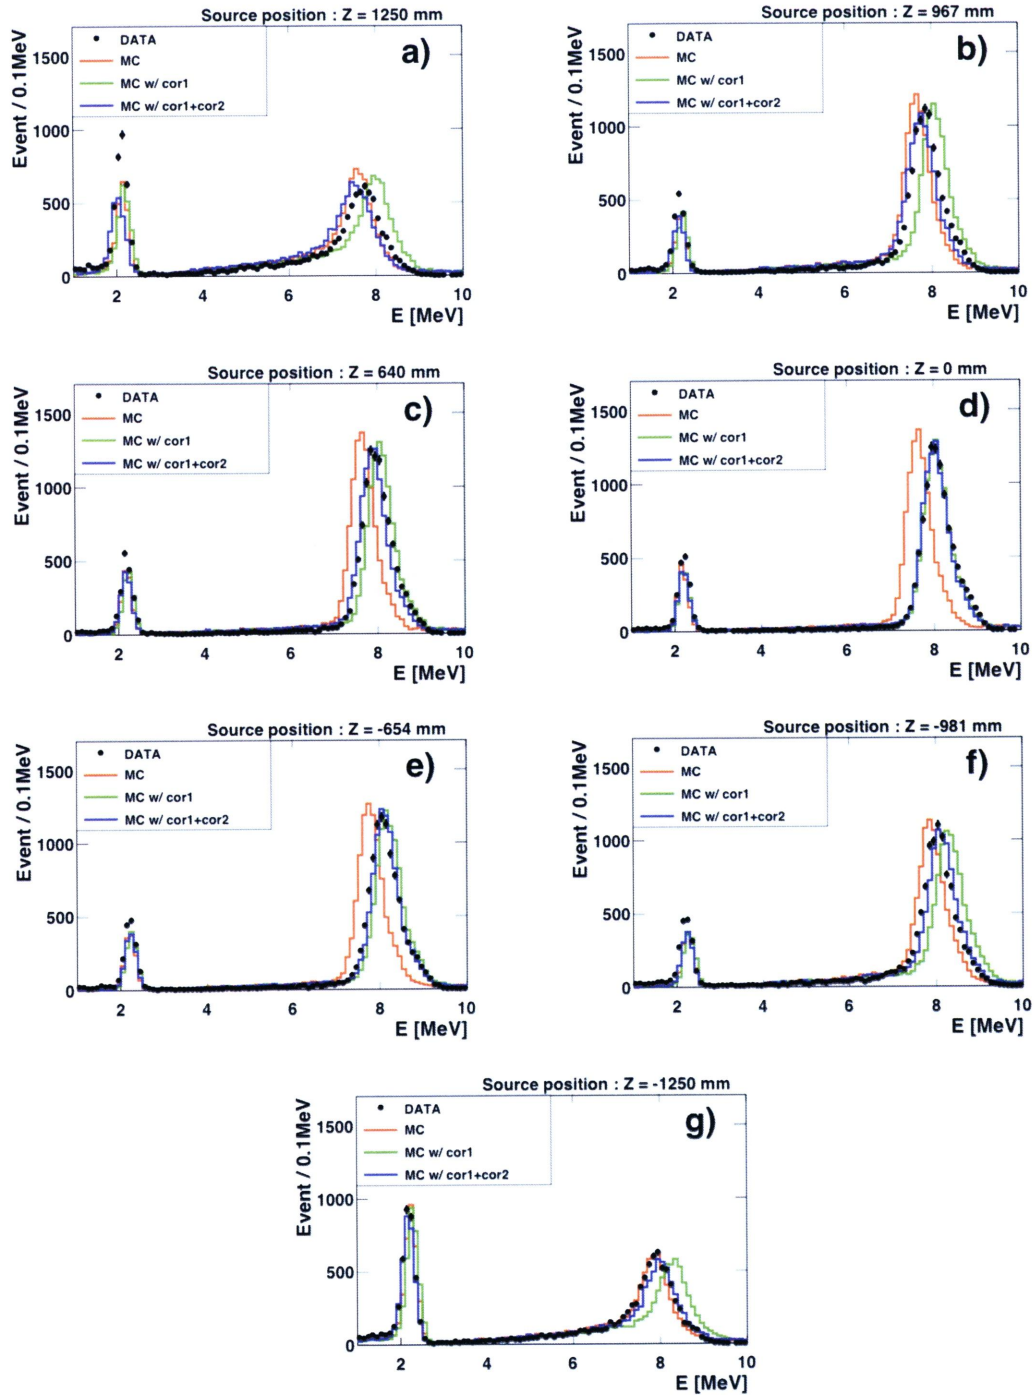 Source position : Z = 1250 mm
Event / 0.1MeV
1500
1000
500
0
DATA
MC
MC w/ cor1
MC w/ cor1+cor2
a)
2 4 6 8 10
E [MeV]
Source position : Z = 967 mm
Event / 0.1MeV
1500
1000
500
0
DATA
MC
MC w/ cor1
MC w/ cor1+cor2
b)
2 4 6 8 10
E [MeV]
Source position : Z = 640 mm
Event / 0.1MeV
1500
1000
500
0
DATA
MC
MC w/ cor1
MC w/ cor1+cor2
c)
2 4 6 8 10
E [MeV]
Source position : Z = 0 mm
Event / 0.1MeV
1500
1000
500
0
DATA
MC
MC w/ cor1
MC w/ cor1+cor2
d)
2 4 6 8 10
E [MeV]
Source position : Z = -654 mm
Event / 0.1MeV
1500
1000
500
0
DATA
MC
MC w/ cor1
MC w/ cor1+cor2
e)
2 4 6 8 10
E [MeV]
Source position : Z = -981 mm
Event / 0.1MeV
1500
1000
500
0
DATA
MC
MC w/ cor1
MC w/ cor1+cor2
f)
2 4 6 8 10
E [MeV]
Source position : Z = -1250 mm
Event / 0.1MeV
1500
1000
500
0
DATA
MC
MC w/ cor1
MC w/ cor1+cor2
g)
2 4 6 8 10
E [MeV]